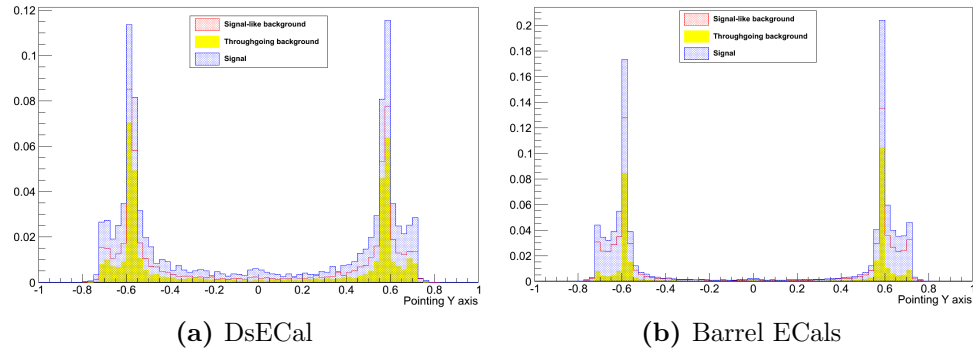 0.12
0.1
0.08
0.06
0.04
0.02
0
-1 -0.8 -0.6 -0.4 -0.2 0 0.2 0.4 0.6 0.8 1
Pointing Y axis
Signal-like background
Throughgoing background
Signal
(a) DsECal
0.2
0.18
0.16
0.14
0.12
0.1
0.08
0.06
0.04
0.02
0
-1 -0.8 -0.6 -0.4 -0.2 0 0.2 0.4 0.6 0.8 1
Pointing Y axis
Signal-like background
Throughgoing background
Signal
(b) Barrel ECals